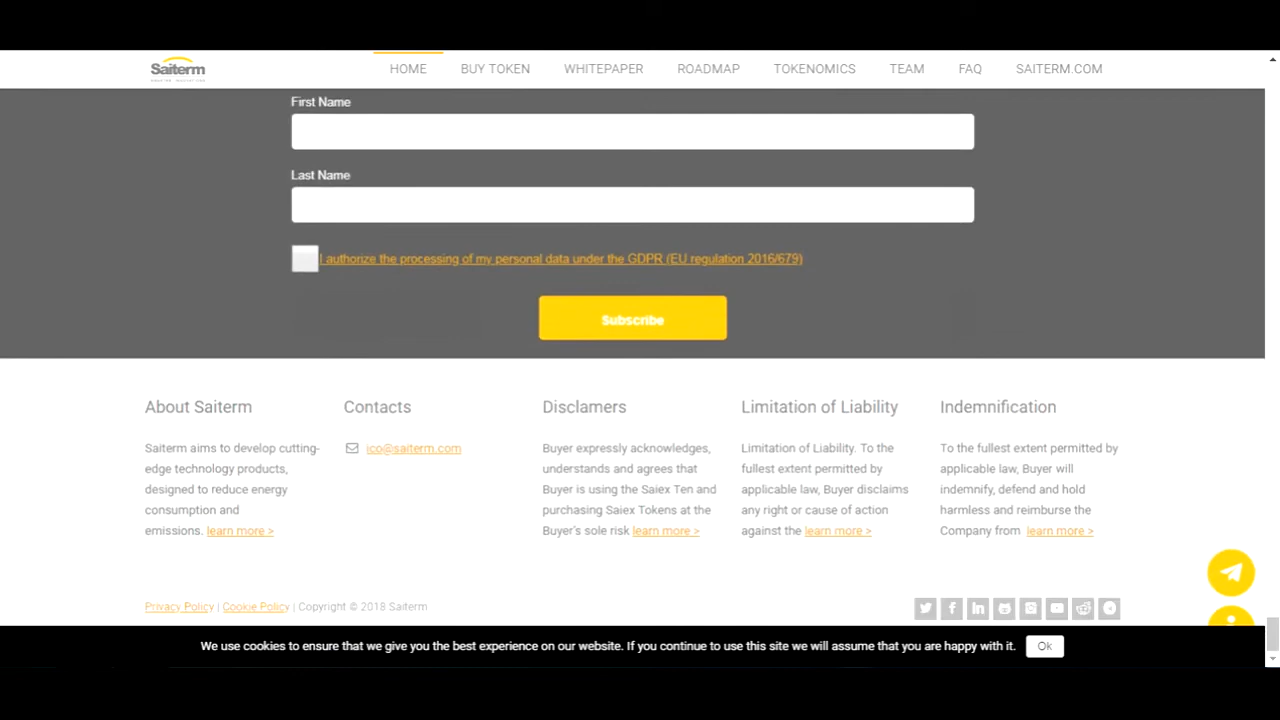 Saiterm
HOME BUY TOKEN WHITEPAPER ROADMAP TOKENOMICS TEAM FAQ SAITERM.COM
First Name
Last Name
I authorize the processing of my personal data under the GDPR (EU regulation 2016/679)
Subscribe
About Saiterm
Saiterm aims to develop cutting-
edge technology products,
designed to reduce energy
consumption and
emissions. learn more >
Contacts
ico@saiterm.com
Disclamers
Buyer expressly acknowledges,
understands and agrees that
Buyer is using the Saiex Ten and
purchasing Saiex Tokens at the
Buyer's sole risk learn more >
Limitation of Liability
Limitation of Liability. To the
fullest extent permitted by
applicable law, Buyer disclaims
any right or cause of action
against the learn more >
Indemnification
To the fullest extent permitted by
applicable law, Buyer will
indemnify, defend and hold
harmless and reimburse the
Company from learn more >
Privacy Policy | Cookie Policy | Copyright © 2018 Saiterm
We use cookies to ensure that we give you the best experience on our website. If you continue to use this site we will assume that you are happy with it. Ok